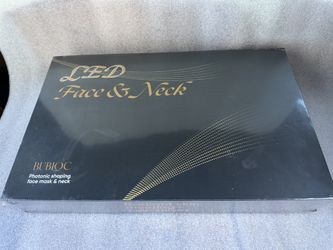 LED
Face & Neck
BUBIOC
Photonic shaping
face mask & neck